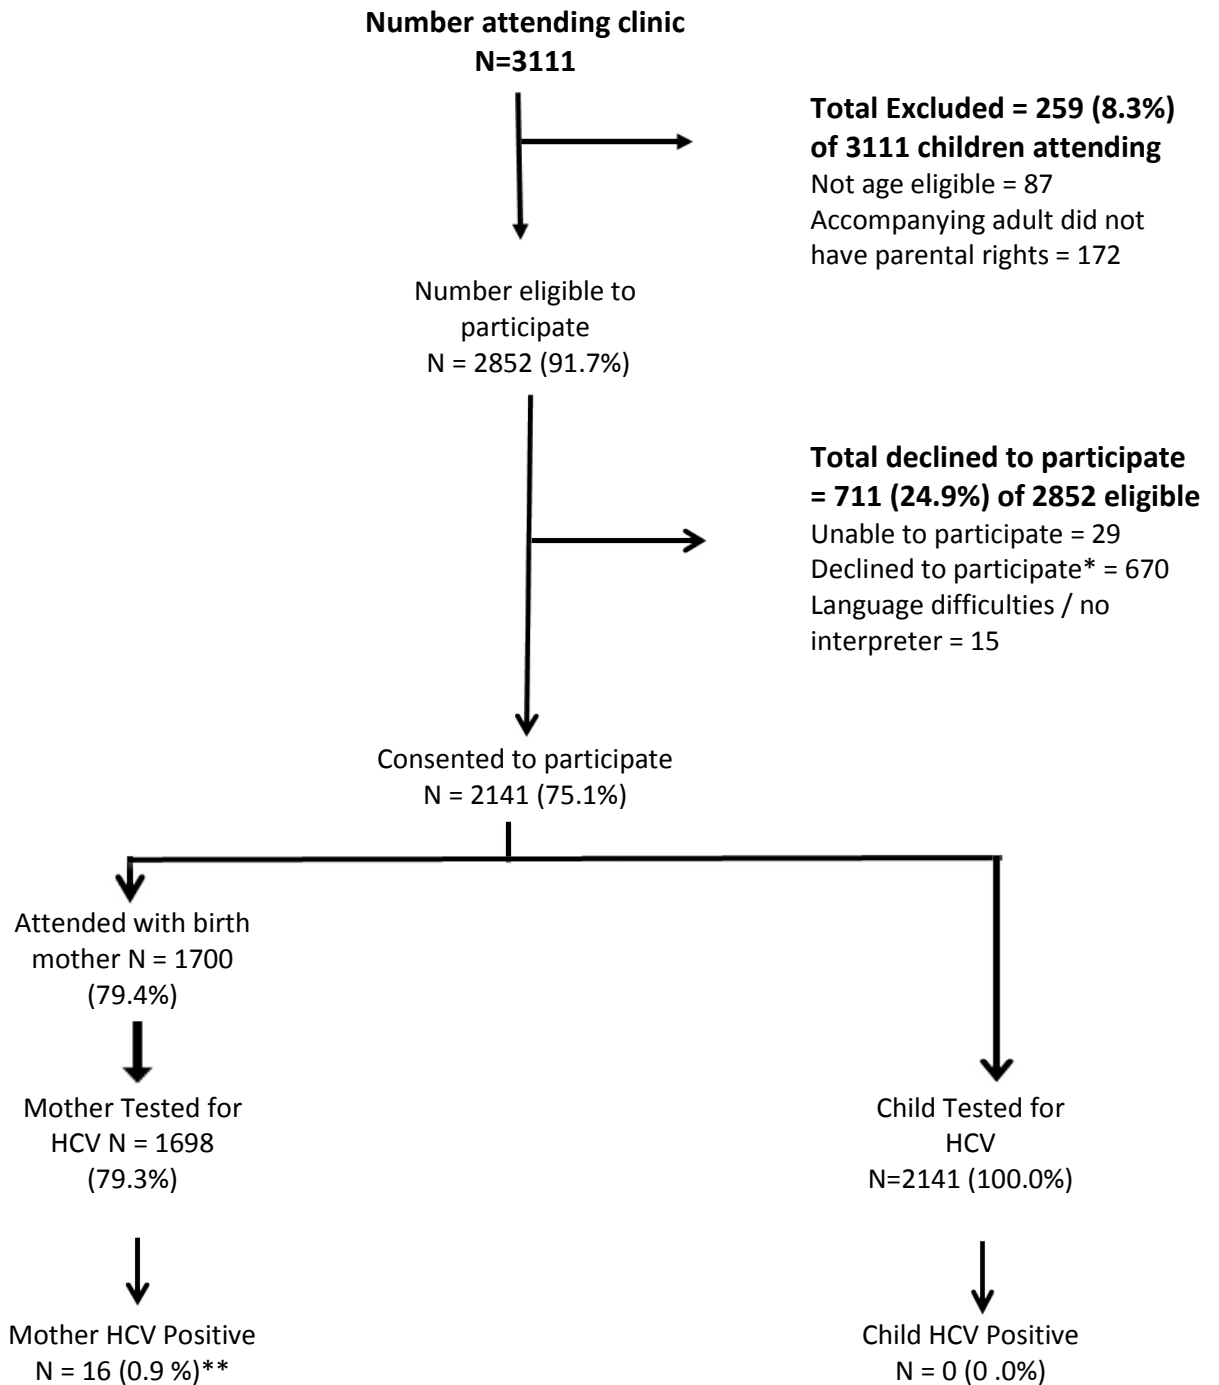 Number attending clinic
N=3111
Total Excluded = 259 (8.3%)
of 3111 children attending
Not age eligible = 87
Accompanying adult did not
have parental rights = 172
Number eligible to
participate
N = 2852 (91.7%)
Total declined to participate
= 711 (24.9%) of 2852 eligible
Unable to participate = 29
Declined to participate* = 670
Language difficulties / no
interpreter = 15
Consented to participate
N = 2141 (75.1%)
Attended with birth
mother N = 1700
(79.4%)
Mother Tested for
HCV N = 1698
(79.3%)
Child Tested for
HCV
N=2141 (100.0%)
Mother HCV Positive
N = 16 (0.9 %)**
Child HCV Positive
N = 0 (0 .0%)